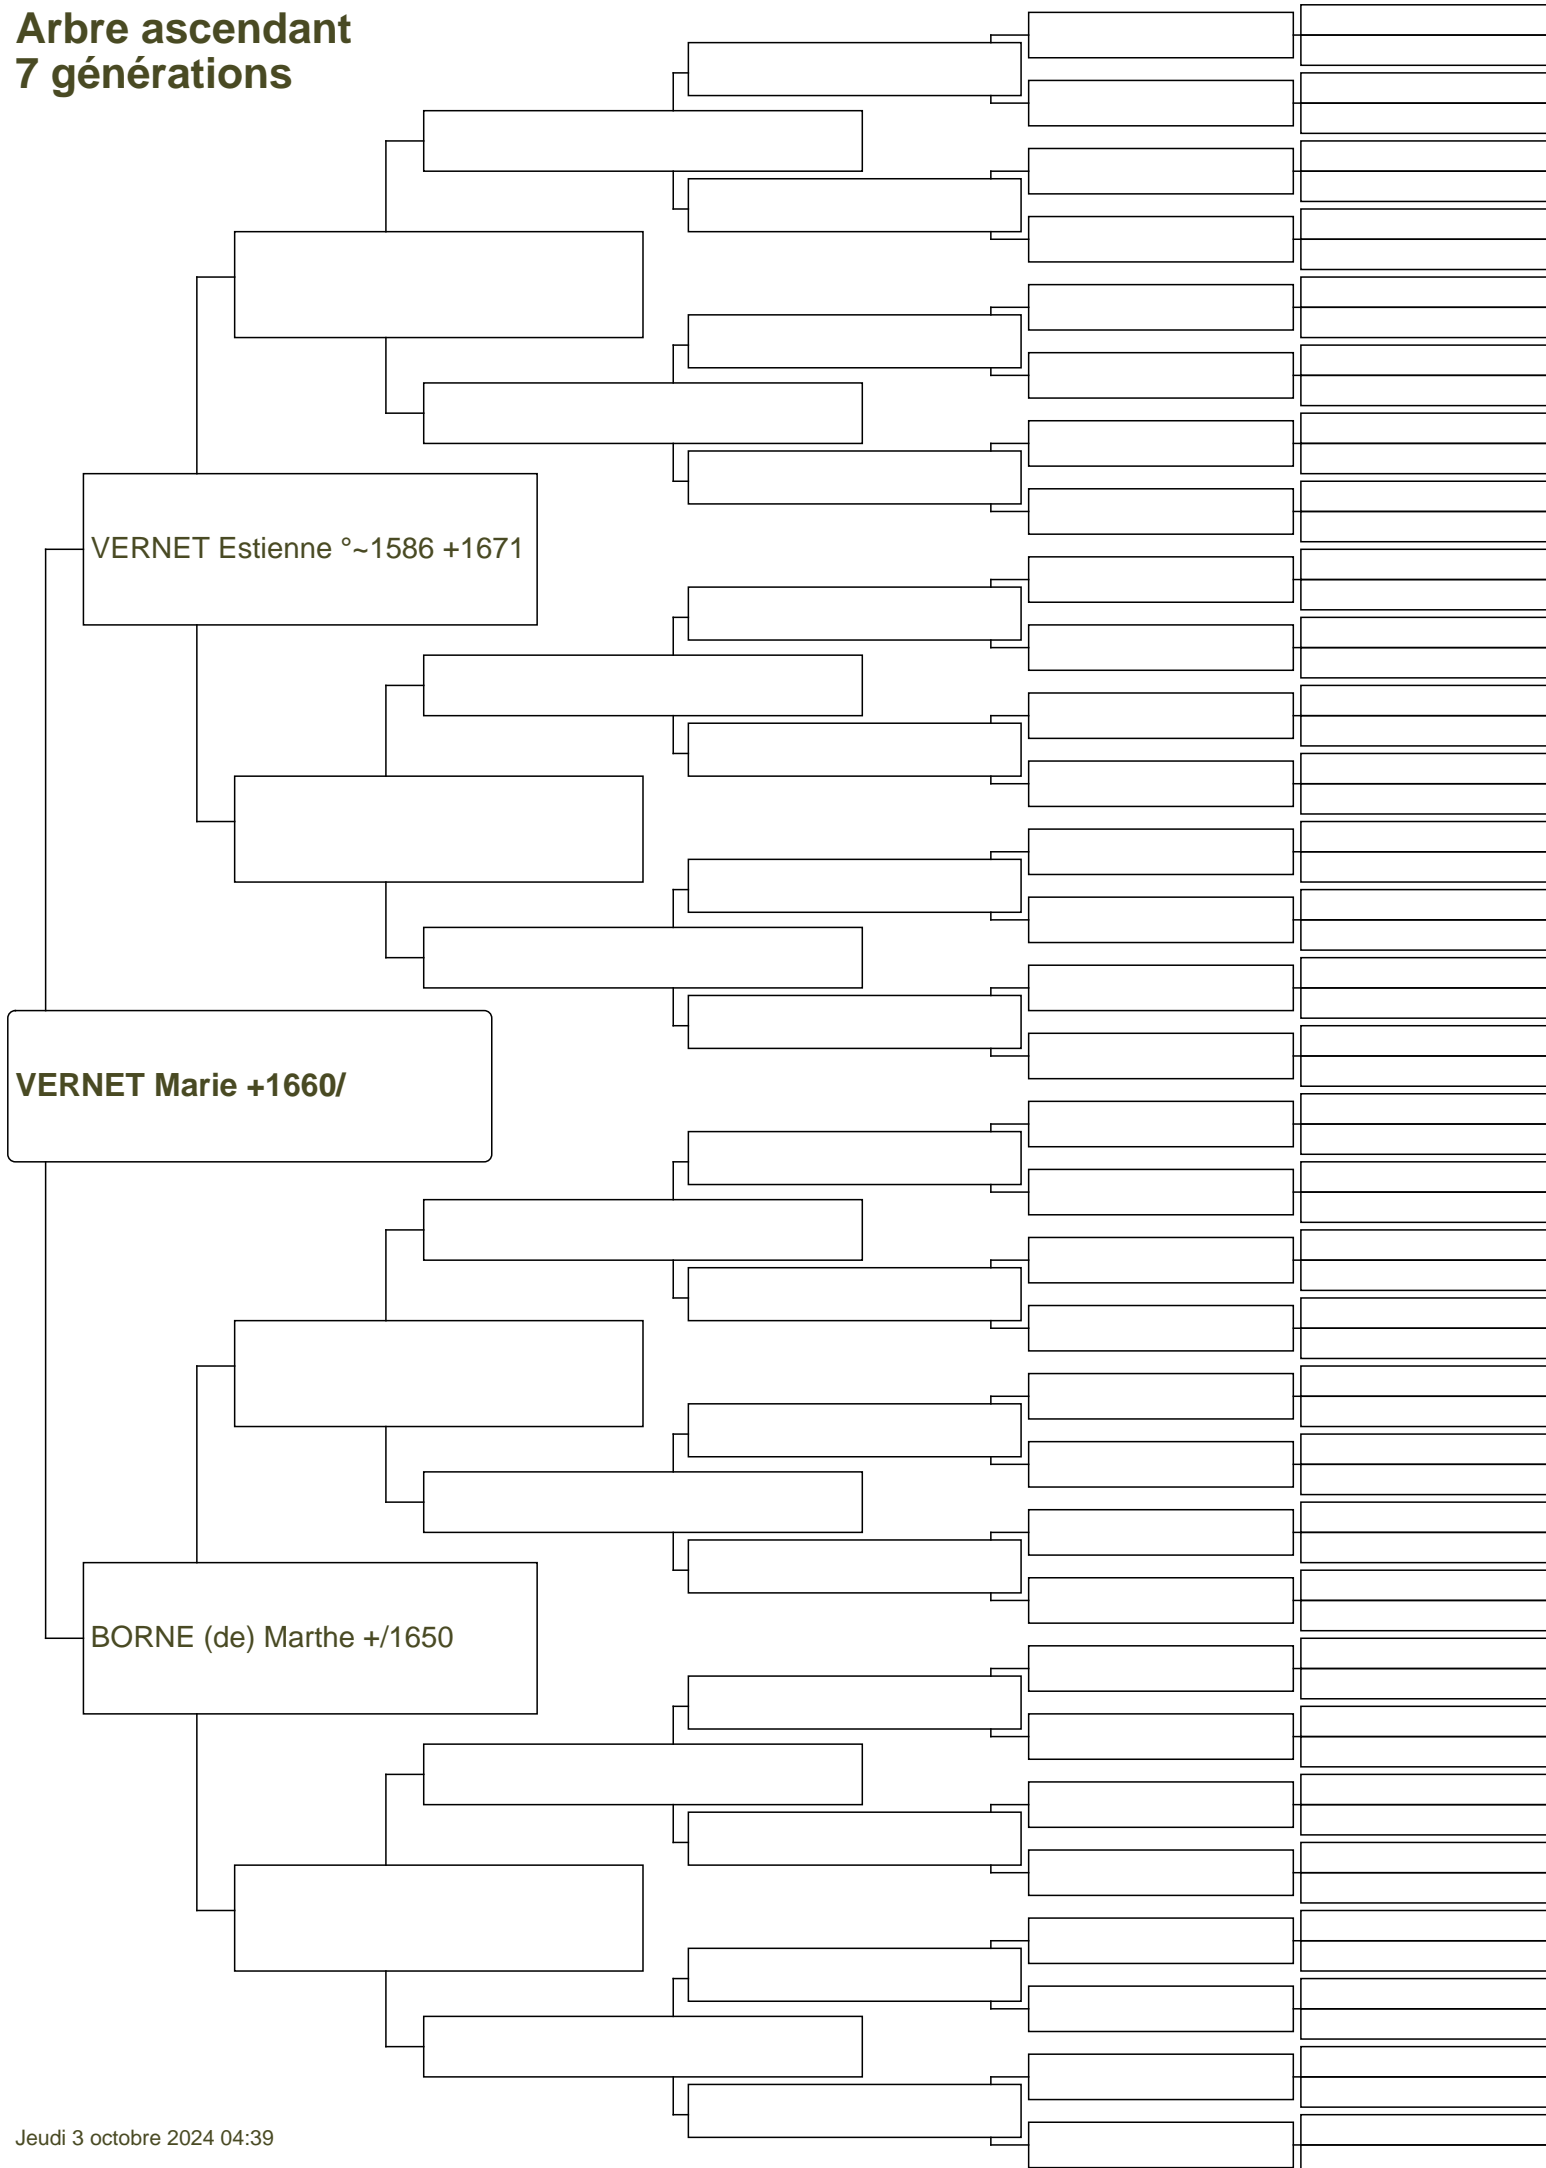 Arbre ascendant
7 générations
VERNET Estienne °~1586 +1671
VERNET Marie +1660/
BORNE (de) Marthe +/1650
Jeudi 3 octobre 2024 04:39